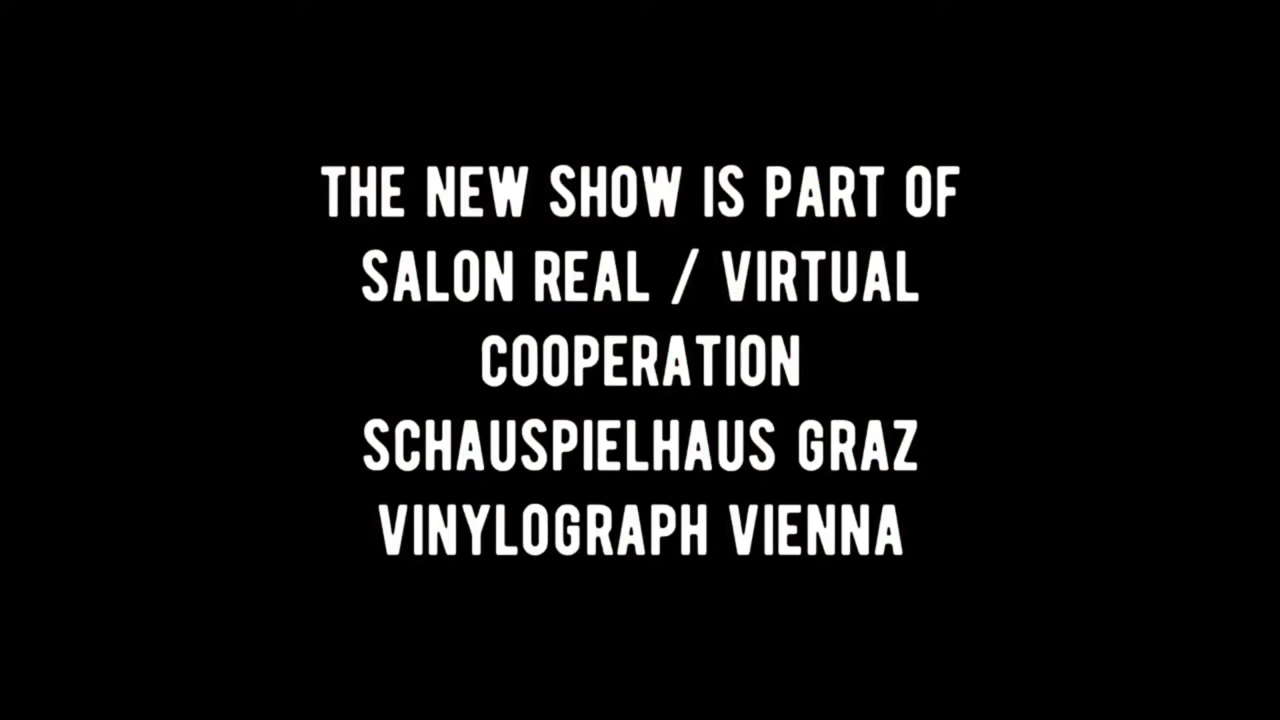 THE NEW SHOW IS PART OF
SALON REAL / VIRTUAL
COOPERATION
SCHAUSPIELHAUS GRAZ
VINYLOGRAPH VIENNA